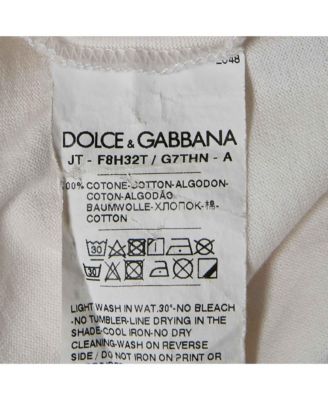 2048
DOLCE & GABBANA
JT - F8H32T / G7THN - A
100% COTONE-COTTON-ALGODON-
COTON-ALGODÃO
BAUMWOLLE-ХЛОПОК-棉-
COTTON
30
30
LIGHT WASH IN WAT.30°-NO BLEACH
-NO TUMBLER-LINE DRYING IN THE
SHADE-COOL IRON-NO DRY
CLEANING-WASH ON REVERSE
SIDE / DO NOT IRON ON PRINT OR